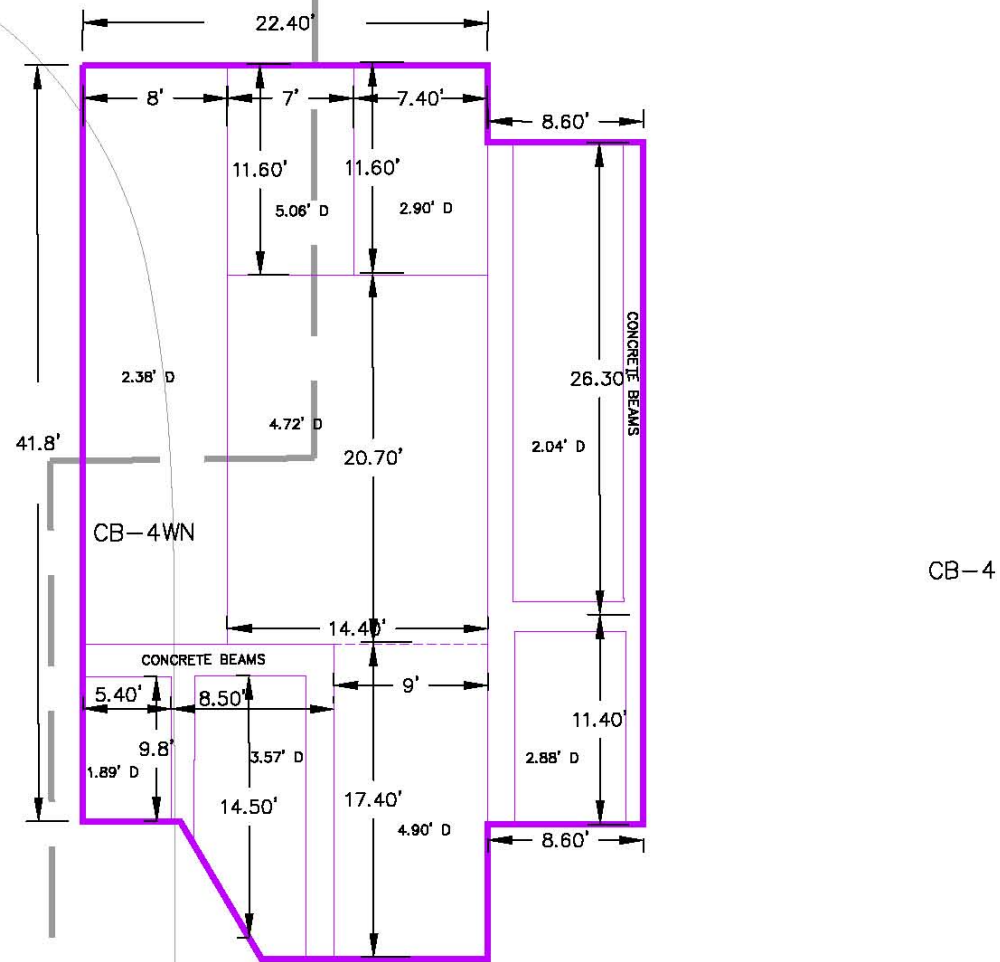 22.40'
8'
7'
7.40'
8.60'
11.60'
11.60'
5.06' D
2.90' D
CONCRETE BEAMS
2.38' D
26.30'
4.72' D
41.8'
2.04' D
20.70'
CB-4WN
CB-4
14.40'
CONCRETE BEAMS
9'
5.40'
8.50'
11.40'
9.8'
3.57' D
2.88' D
1.89' D
14.50'
17.40'
4.90' D
8.60'